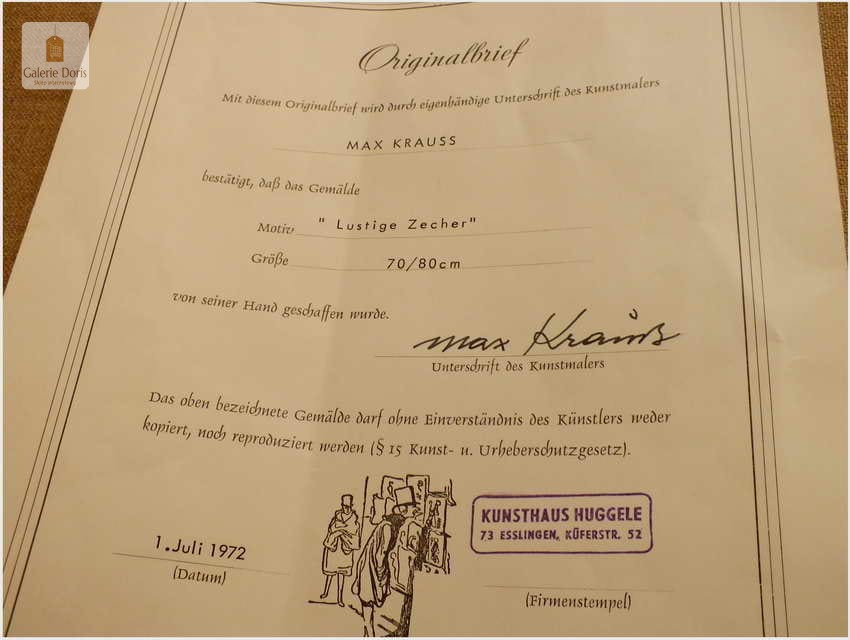 Galerie Doris
Originalbrief
Mit diesem Originalbrief wird durch eigenhändige Unterschrift des Kunstmalers
MAX KRAUSS
bestätigt, daß das Gemälde
Motiv " Lustige Zecher"
Größe 70/80cm
von seiner Hand geschaffen wurde.
max Krauß
Unterschrift des Kunstmalers
Das oben bezeichnete Gemälde darf ohne Einverständnis des Künstlers weder
kopiert, noch reproduziert werden (§ 15 Kunst- u. Urheberschutzgesetz).
KUNSTHAUS HUGGELE
73 ESSLINGEN, KÜFERSTR. 52
1.Juli 1972
(Datum)
(Firmenstempel)